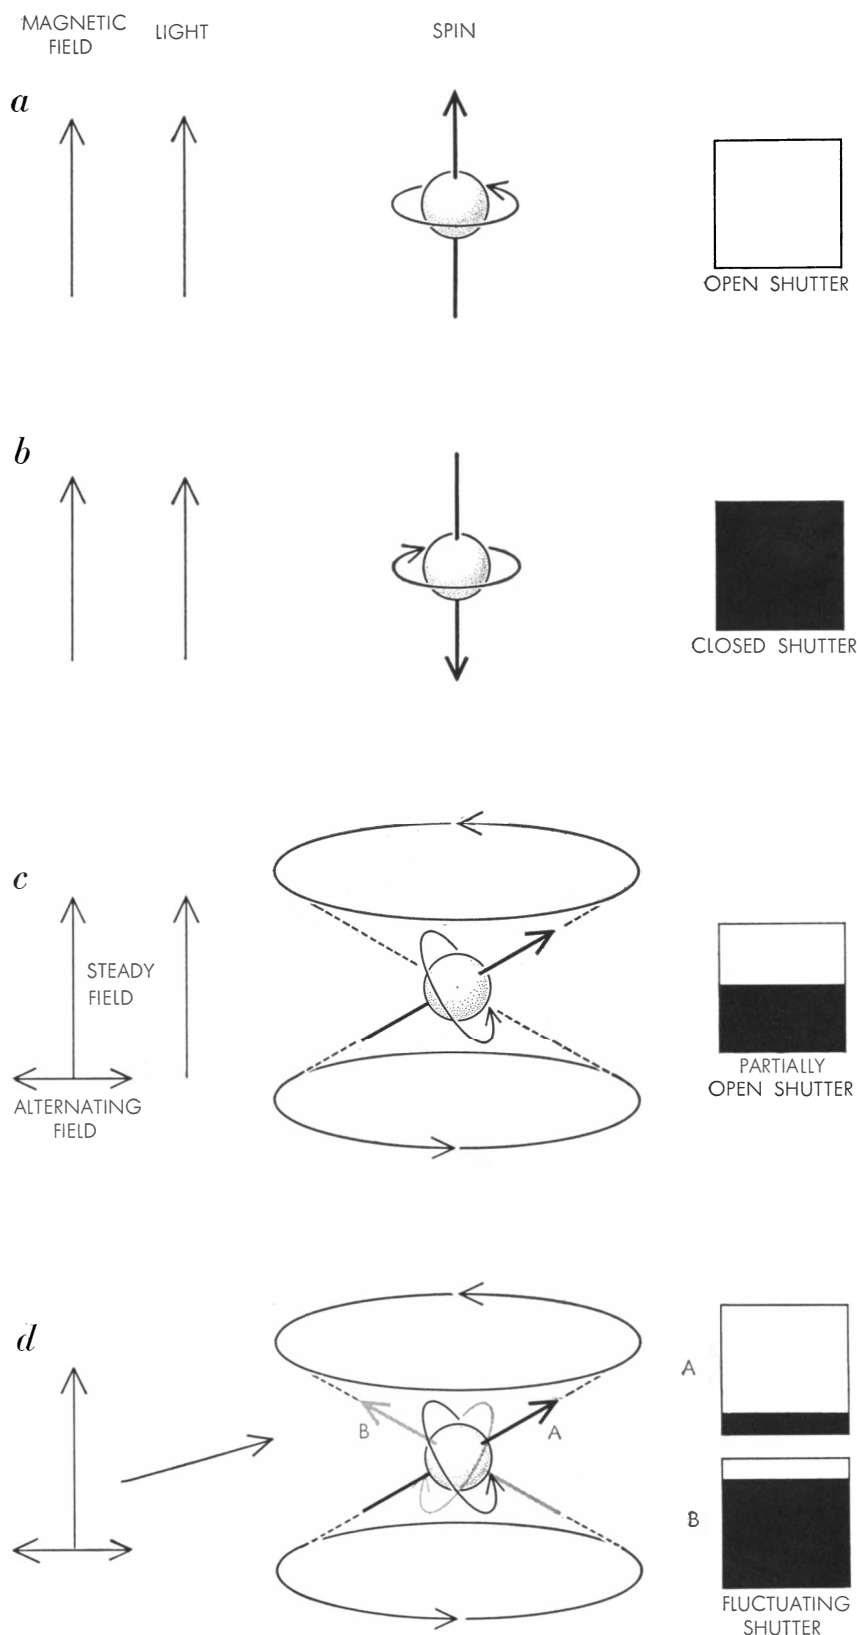 MAGNETIC
FIELD
LIGHT
SPIN
a
OPEN SHUTTER
b
CLOSED SHUTTER
c
STEADY
FIELD
ALTERNATING
FIELD
PARTIALLY
OPEN SHUTTER
d
B
A
A
B
FLUCTUATING
SHUTTER